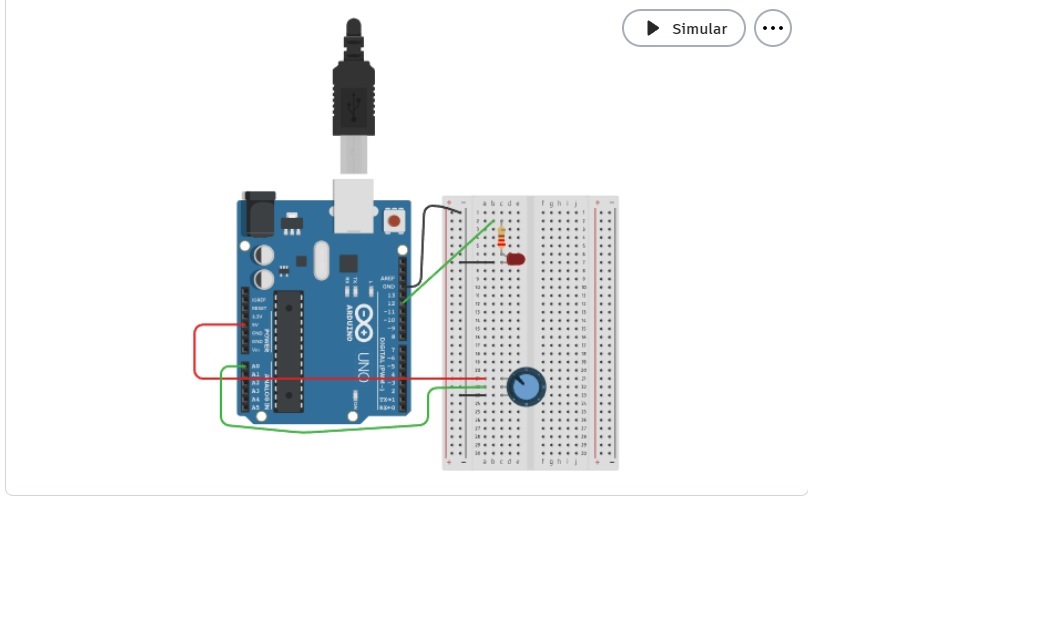 Simular
+ −
a b c d e
f g h i j
+ −
AREF
GND
13
12
~11
~10
~9
8
IOREF
RESET
3.3V
5V
GND
GND
Vin
POWER
TX
RX
L
ARDUINO
UNO
DIGITAL (PWM~)
7
~6
~5
4
~3
2
TX→1
RX←0
ON
A0
A1
A2
A3
A4
A5
ANALOG IN
+ −
a b c d e
f g h i j
+ −